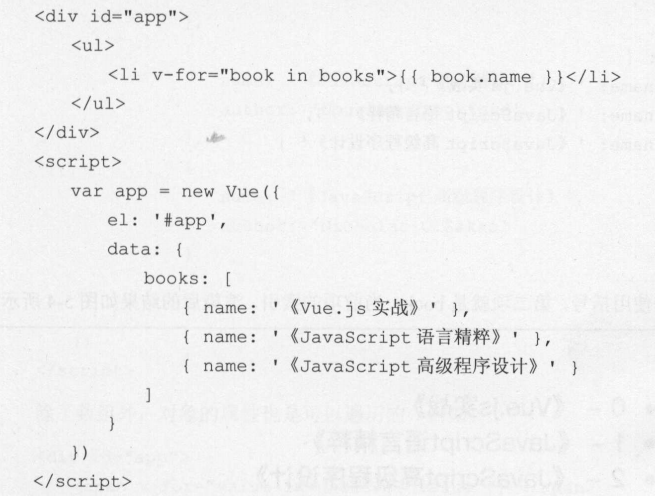 <div id="app">
<ul>
<li v-for="book in books">{{ book.name }}</li>
</ul>
</div>
<script>
var app = new Vue({
el: '#app',
data: {
books: [
{ name: '《Vue.js 实战》' },
{ name: '《JavaScript 语言精粹》' },
{ name: '《JavaScript 高级程序设计》' }
]
}
})
</script>